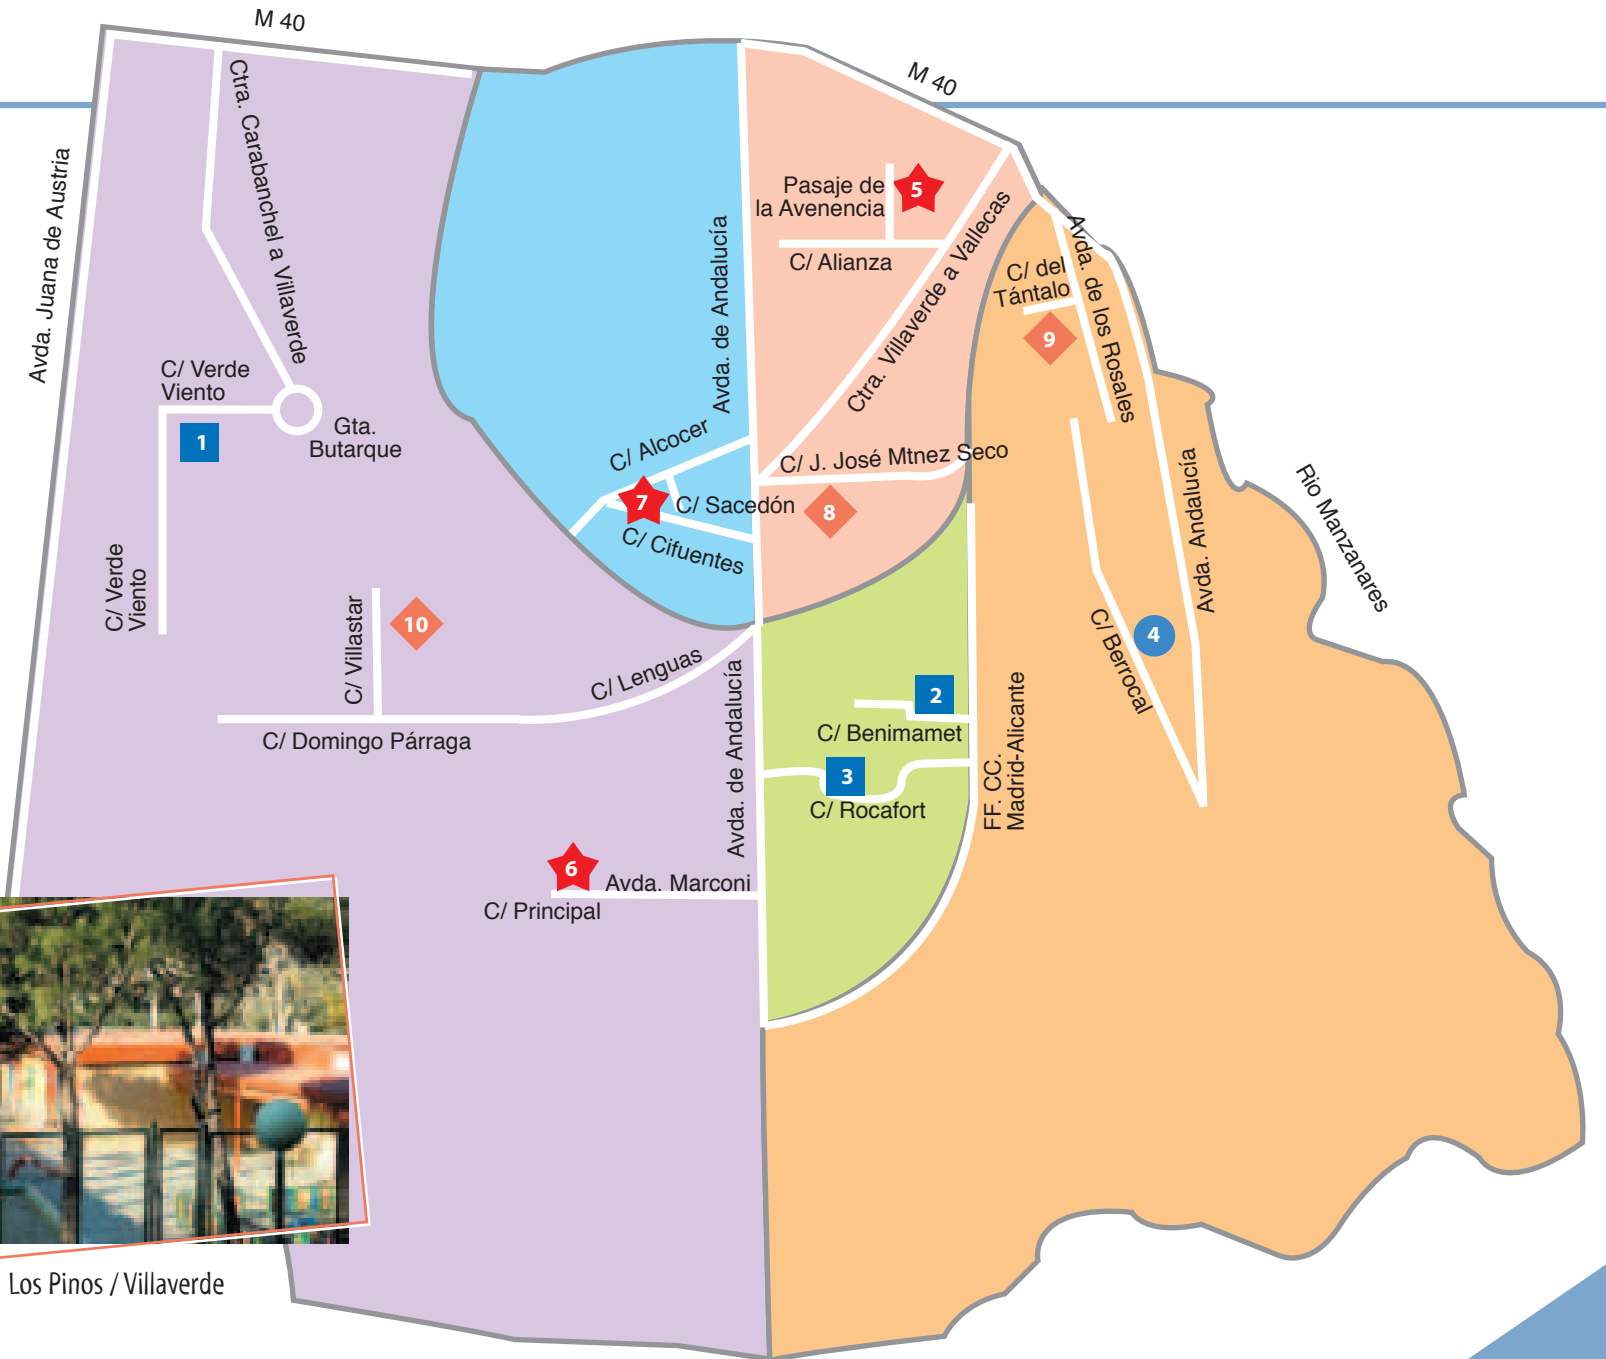 M 40
M 40
Ctra. Carabanchel a Villaverde
Avda. Juana de Austria
Pasaje de
la Avenencia
5
C/ Alianza
Avda. de Andalucía
Ctra. Villaverde a Vallecas
Avda. de los Rosales
C/ del
Tántalo
9
C/ Verde
Viento
1
Gta.
Butarque
C/ Alcocer
C/ J. José Mtnez Seco
7
C/ Sacedón
8
C/ Cifuentes
Avda. Andalucía
Rio Manzanares
C/ Verde
Viento
C/ Villastar
10
C/ Lenguas
C/ Berrocal
4
C/ Domingo Párraga
Avda. de Andalucía
2
C/ Benimamet
3
C/ Rocafort
FF. CC.
Madrid-Alicante
6
Avda. Marconi
C/ Principal
Los Pinos / Villaverde